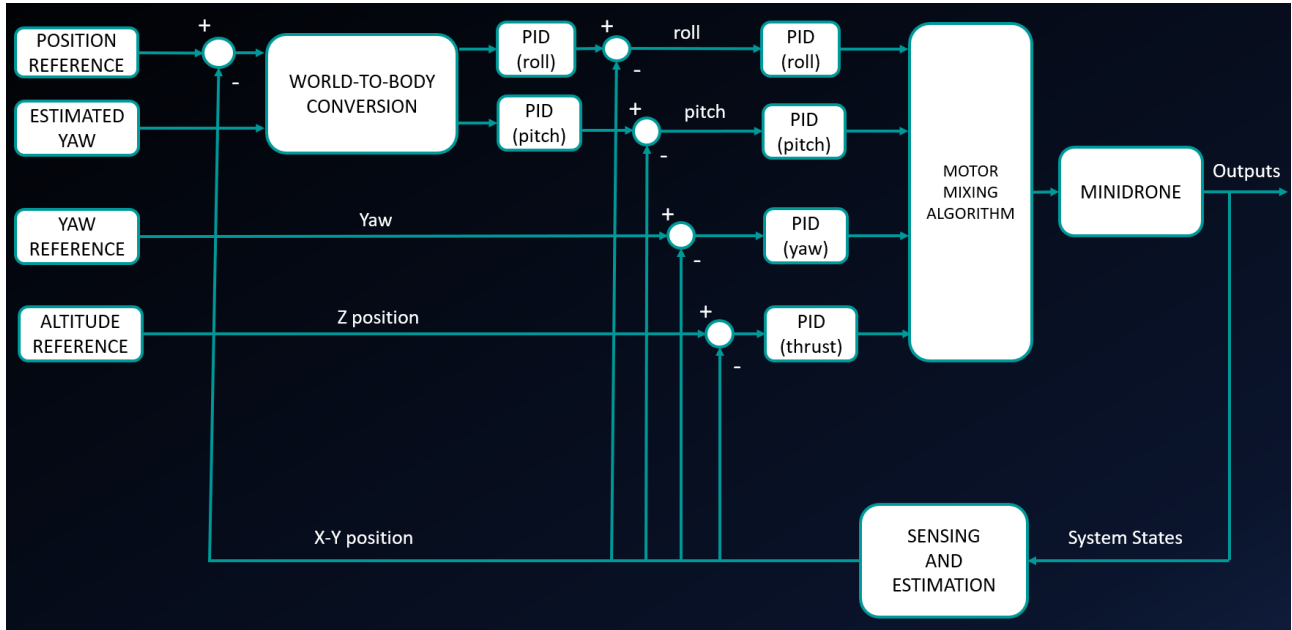 +
+
POSITION
REFERENCE
-
WORLD-TO-BODY
CONVERSION
PID
(roll)
-
roll
PID
(roll)
ESTIMATED
YAW
PID
(pitch)
+
-
pitch
PID
(pitch)
MOTOR
MIXING
ALGORITHM
MINIDRONE
Outputs
YAW
REFERENCE
Yaw
+
-
PID
(yaw)
ALTITUDE
REFERENCE
Z position
+
-
PID
(thrust)
X-Y position
SENSING
AND
ESTIMATION
System States